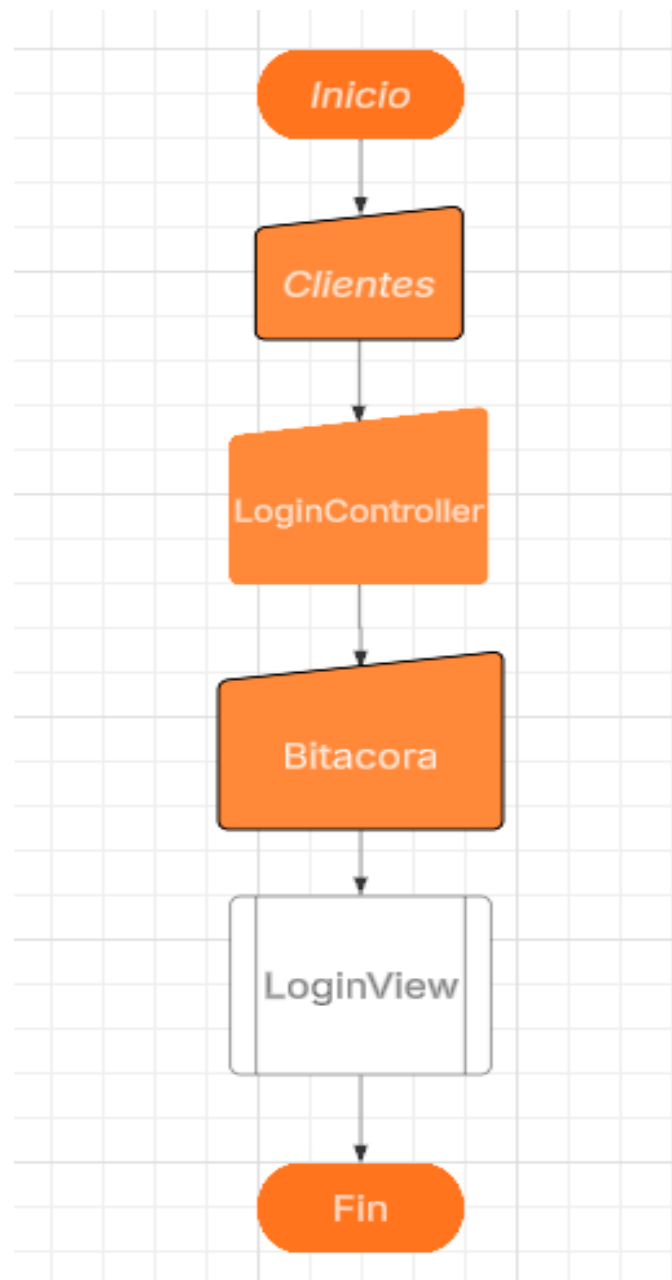 Inicio
Clientes
LoginController
Bitacora
LoginView
Fin